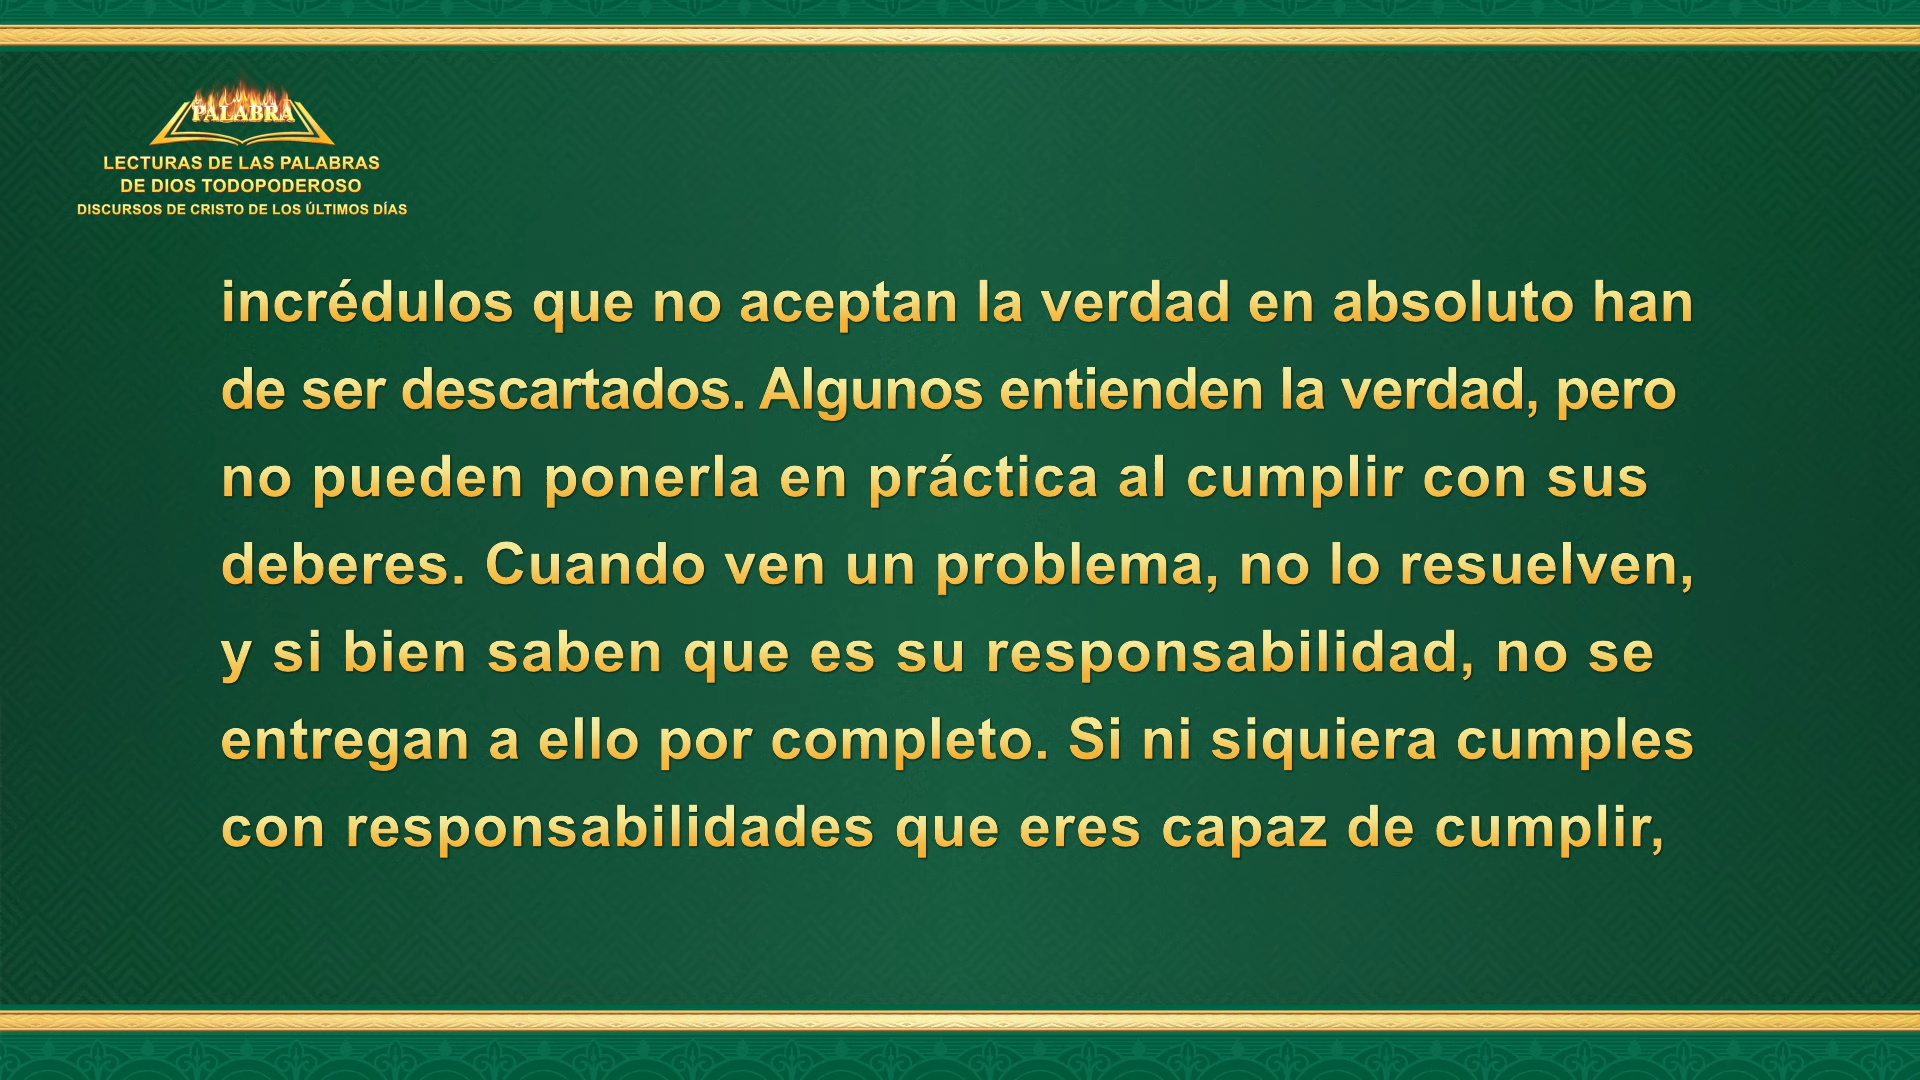 PALABRA
LECTURAS DE LAS PALABRAS
DE DIOS TODOPODEROSO
DISCURSOS DE CRISTO DE LOS ÚLTIMOS DÍAS
incrédulos que no aceptan la verdad en absoluto han
de ser descartados. Algunos entienden la verdad, pero
no pueden ponerla en práctica al cumplir con sus
deberes. Cuando ven un problema, no lo resuelven,
y si bien saben que es su responsabilidad, no se
entregan a ello por completo. Si ni siquiera cumples
con responsabilidades que eres capaz de cumplir,